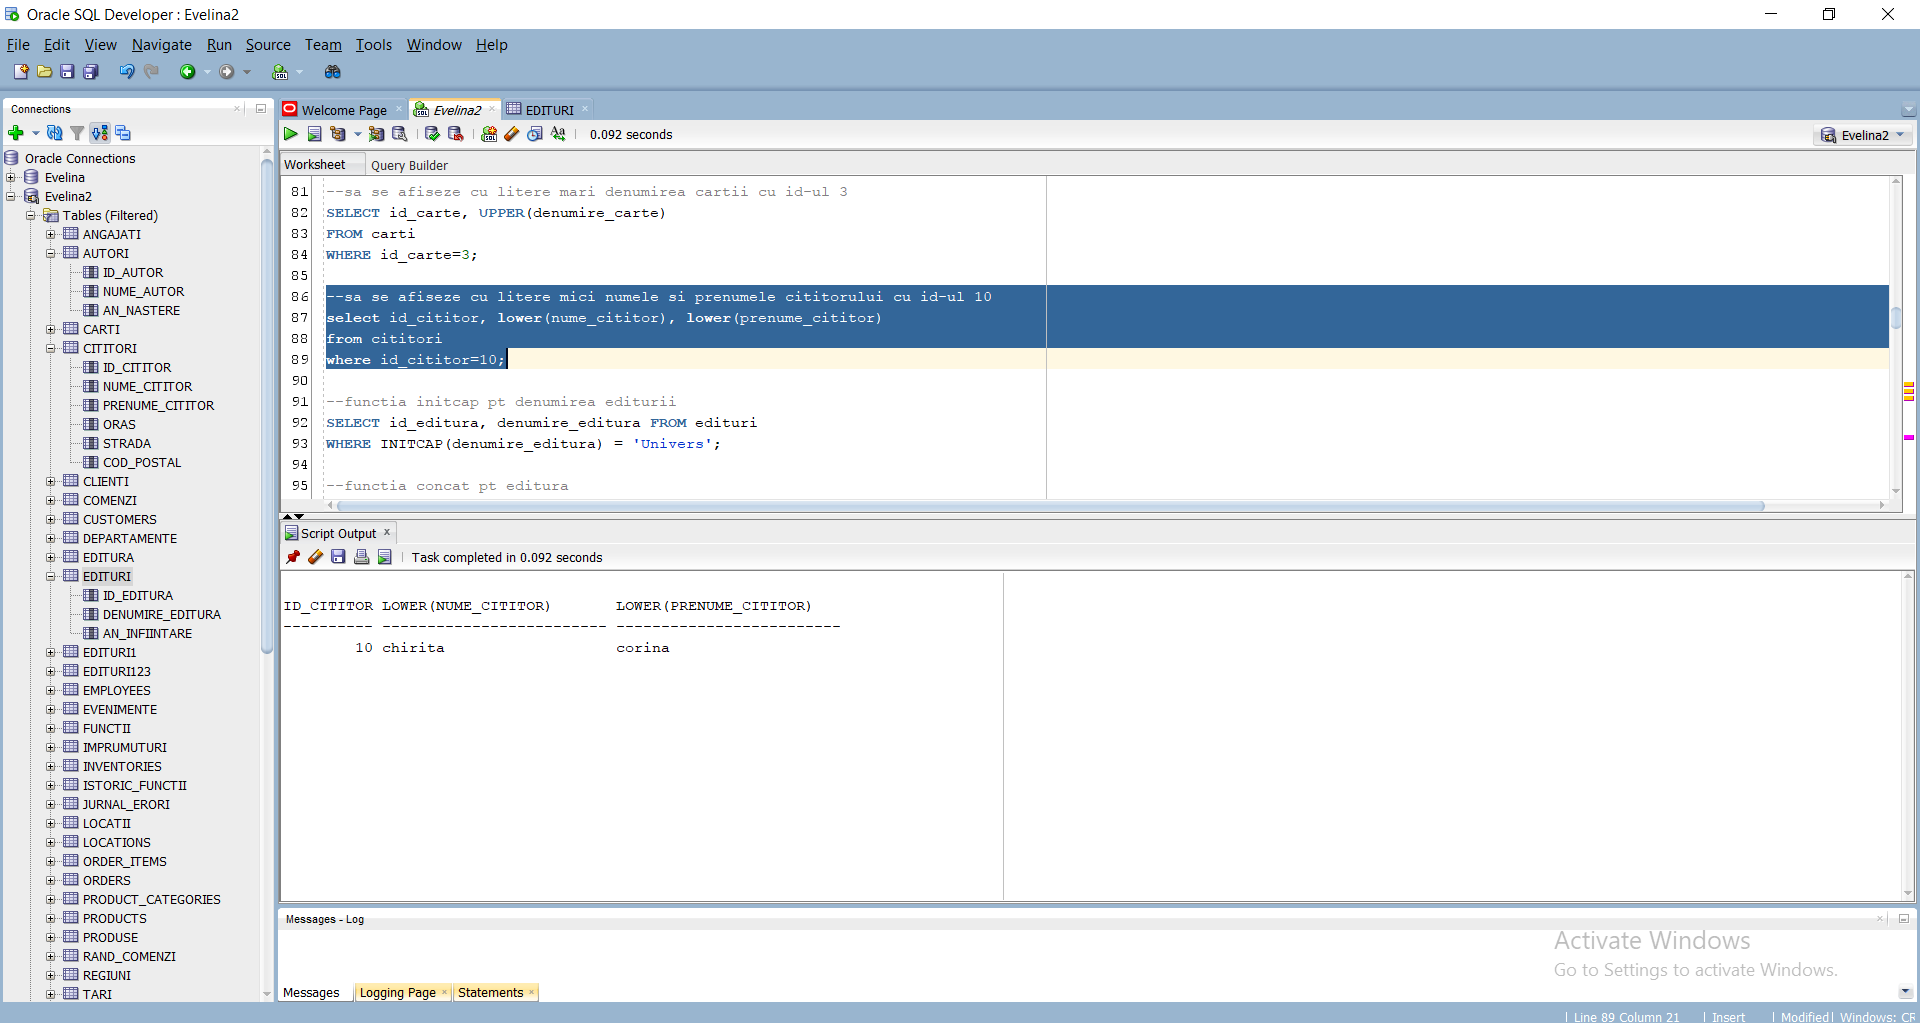 Oracle SQL Developer : Evelina2
File Edit View Navigate Run Source Team Tools Window Help
Connections
Oracle Connections
Evelina
Evelina2
Tables (Filtered)
ANGAJATI
AUTORI
ID_AUTOR
NUME_AUTOR
AN_NASTERE
CARTI
CITITORI
ID_CITITOR
NUME_CITITOR
PRENUME_CITITOR
ORAS
STRADA
COD_POSTAL
CLIENTI
COMENZI
CUSTOMERS
DEPARTAMENTE
EDITURA
EDITURI
ID_EDITURA
DENUMIRE_EDITURA
AN_INFIINTARE
EDITURI1
EDITURI123
EMPLOYEES
EVENIMENTE
FUNCTII
IMPRUMUTURI
INVENTORIES
ISTORIC_FUNCTII
JURNAL_ERORI
LOCATII
LOCATIONS
ORDER_ITEMS
ORDERS
PRODUCT_CATEGORIES
PRODUCTS
PRODUSE
RAND_COMENZI
REGIUNI
TARI
Welcome Page Evelina2 EDITURI
0.092 seconds Evelina2
Worksheet Query Builder
81 --sa se afiseze cu litere mari denumirea cartii cu id-ul 3
82 SELECT id_carte, UPPER(denumire_carte)
83 FROM carti
84 WHERE id_carte=3;
85
86 --sa se afiseze cu litere mici numele si prenumele cititorului cu id-ul 10
87 select id_cititor, lower(nume_cititor), lower(prenume_cititor)
88 from cititori
89 where id_cititor=10;
90
91 --functia initcap pt denumirea editurii
92 SELECT id_editura, denumire_editura FROM edituri
93 WHERE INITCAP(denumire_editura) = 'Univers';
94
95 --functia concat pt editura
Script Output
Task completed in 0.092 seconds
ID_CITITOR LOWER(NUME_CITITOR) LOWER(PRENUME_CITITOR)
---------- ------------------------- -------------------------
10 chirita corina
Messages - Log
Activate Windows
Go to Settings to activate Windows.
Messages Logging Page Statements
Line 89 Column 21 Insert Modified Windows: CR